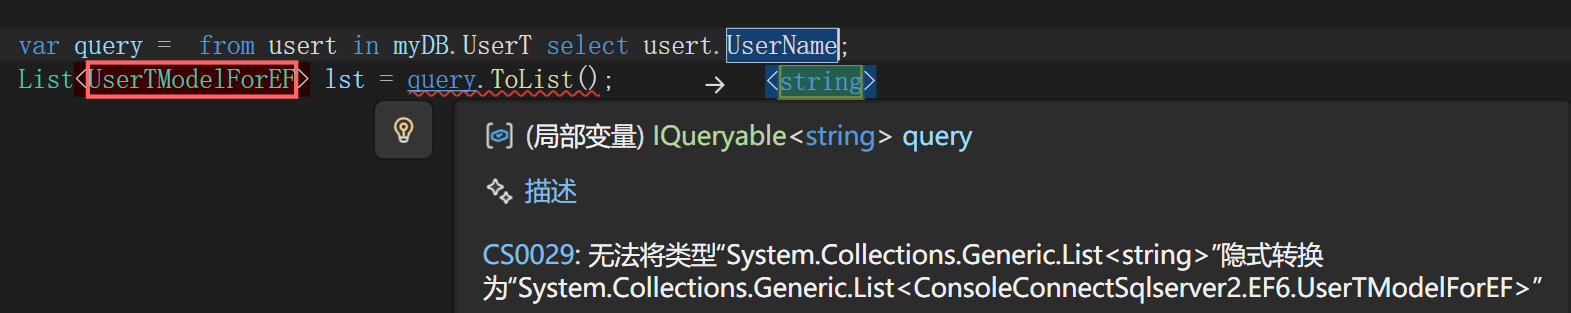 var query =  from usert in myDB.UserT select usert.UserName;
List<UserTModelForEF> lst = query.ToList(); → <string>
(局部变量) IQueryable<string> query
描述
CS0029: 无法将类型“System.Collections.Generic.List<string>”隐式转换
为“System.Collections.Generic.List<ConsoleConnectSqlserver2.EF6.UserTModelForEF>”